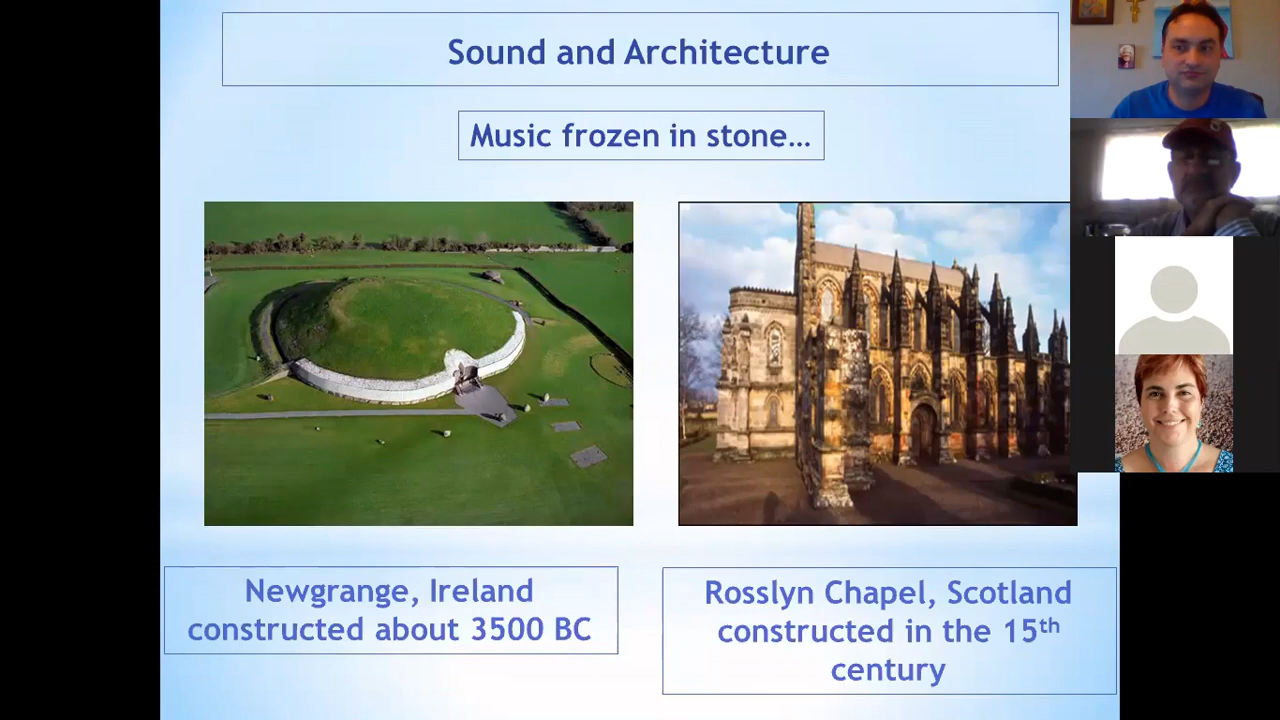 Sound and Architecture
Music frozen in stone…
Newgrange, Ireland
constructed about 3500 BC
Rosslyn Chapel, Scotland
constructed in the 15th
century